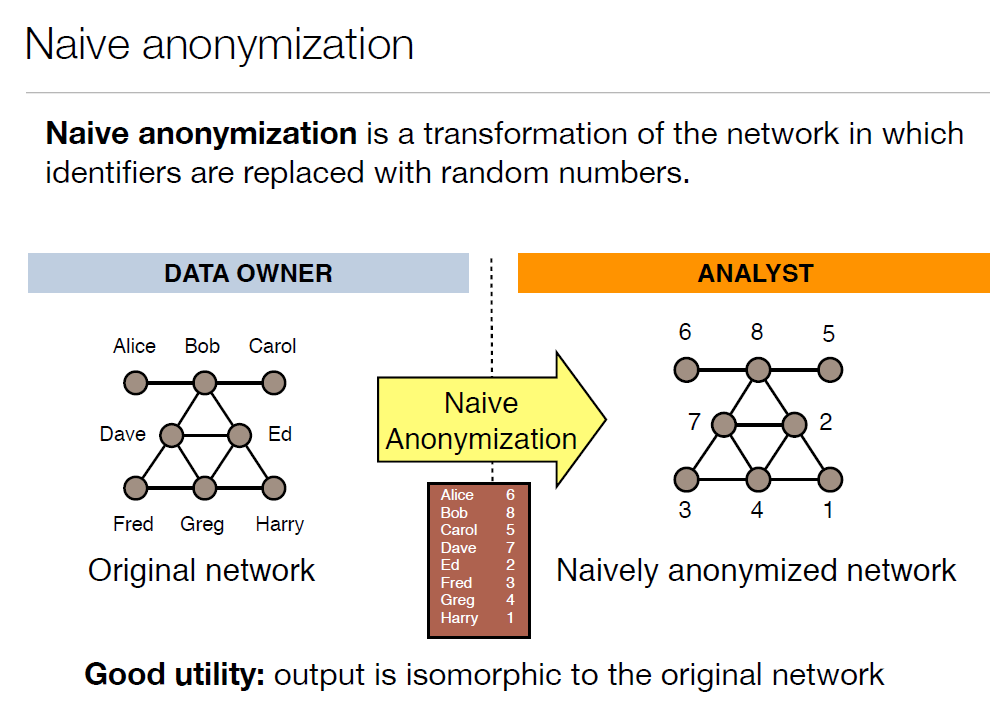 Naive anonymization
Naive anonymization is a transformation of the network in which
identifiers are replaced with random numbers.
DATA OWNER
ANALYST
Alice Bob Carol
Dave Ed
Fred Greg Harry
Original network
Naive
Anonymization
Alice 6
Bob 8
Carol 5
Dave 7
Ed 2
Fred 3
Greg 4
Harry 1
6 8 5
7 2
3 4 1
Naively anonymized network
Good utility: output is isomorphic to the original network